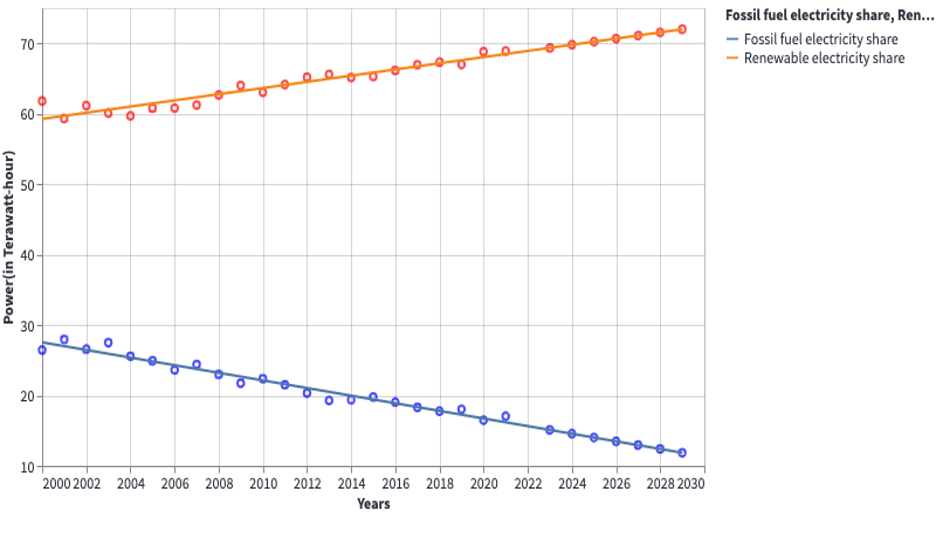 Fossil fuel electricity share, Ren...
Fossil fuel electricity share
Renewable electricity share
Power(in Terawatt-hour)
70
60
50
40
30
20
10
2000 2002 2004 2006 2008 2010 2012 2014 2016 2018 2020 2022 2024 2026 2028 2030
Years